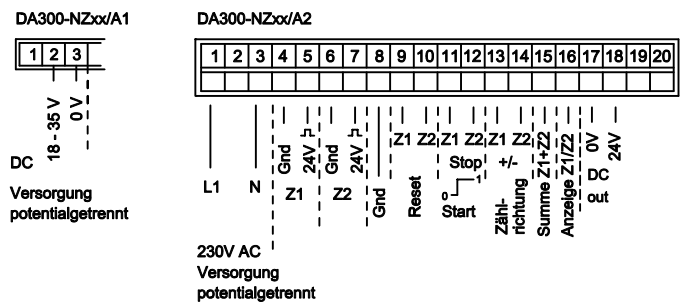 DA300-NZxx/A1
1 2 3
18 - 35 V
0 V
DC
Versorgung
potentialgetrennt
DA300-NZxx/A2
1 2 3 4 5 6 7 8 9 10 11 12 13 14 15 16 17 18 19 20
L1
N
Gnd
24V
Z1
Gnd
24V
Z2
Gnd
Z1 Z2
Reset
Z1 Z2
Stop
0 1
Start
Z1 Z2
+/-
Zähl-
richtung
Summe Z1+Z2
Anzeige Z1/Z2
0V
24V
DC
out
230V AC
Versorgung
potentialgetrennt